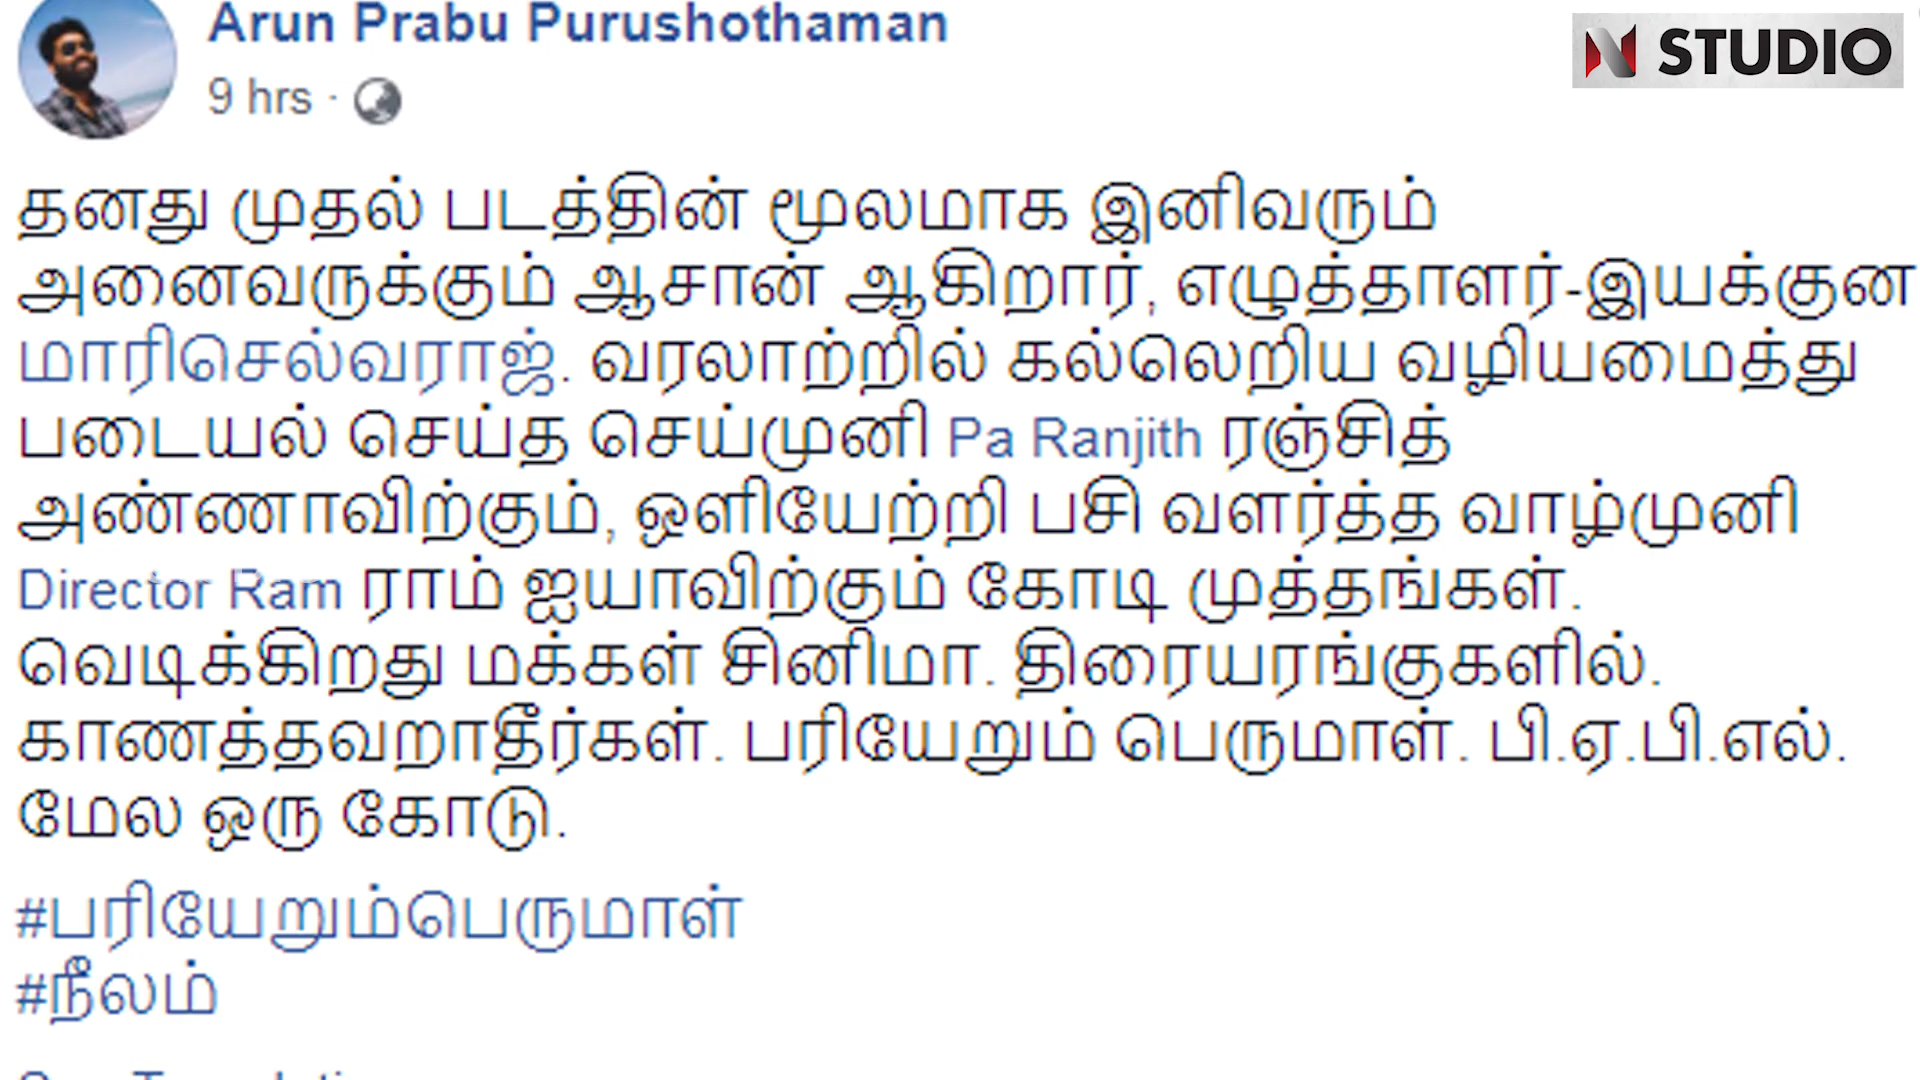 Arun Prabu Purushothaman
N STUDIO
9 hrs ·
தனது முதல் படத்தின் மூலமாக இனிவரும்
அனைவருக்கும் ஆசான் ஆகிறார், எழுத்தாளர்-இயக்குன
மாரிசெல்வராஜ். வரலாற்றில் கல்லெறிய வழியமைத்து
படையல் செய்த செய்முனி Pa Ranjith ரஞ்சித்
அண்ணாவிற்கும், ஒளியேற்றி பசி வளர்த்த வாழ்முனி
Director Ram ராம் ஐயாவிற்கும் கோடி முத்தங்கள்.
வெடிக்கிறது மக்கள் சினிமா. திரையரங்குகளில்.
காணத்தவறாதீர்கள். பரியேறும் பெருமாள். பி.ஏ.பி.எல்.
மேல ஒரு கோடு.
#பரியேறும்பெருமாள்
#நீலம்